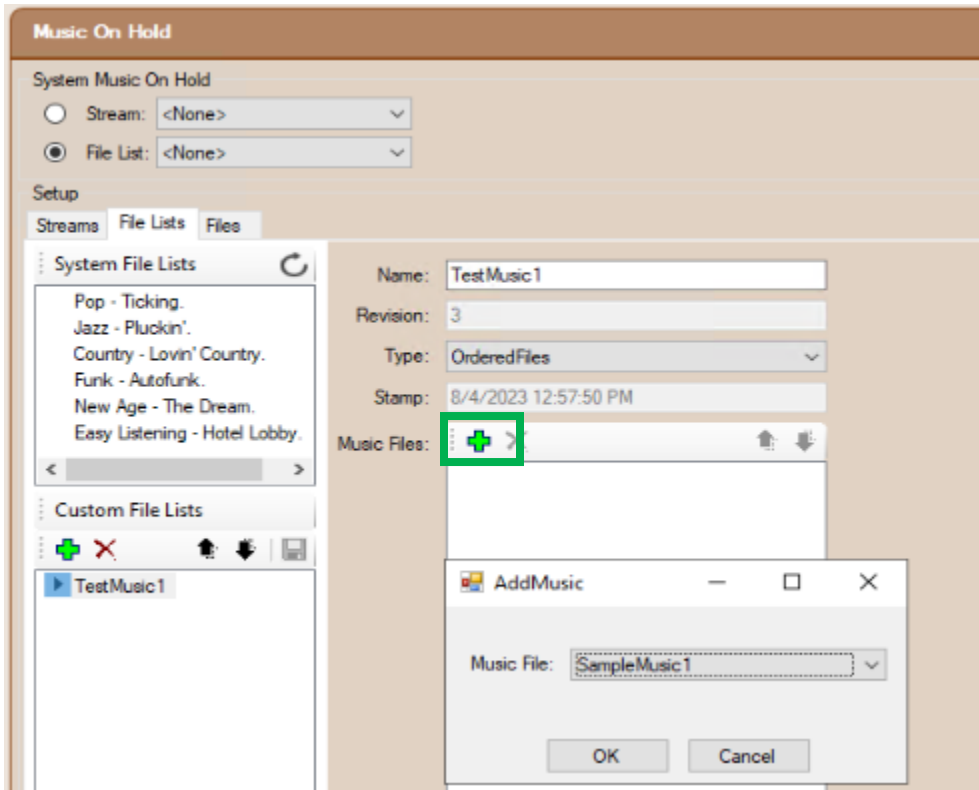 Music On Hold
System Music On Hold
Stream: <None>
File List: <None>
Setup
Streams File Lists Files
System File Lists
Pop - Ticking.
Jazz - Pluckin'.
Country - Lovin' Country.
Funk - Autofunk.
New Age - The Dream.
Easy Listening - Hotel Lobby.
Custom File Lists
TestMusic1
Name: TestMusic1
Revision: 3
Type: OrderedFiles
Stamp: 8/4/2023 12:57:50 PM
Music Files:
AddMusic
Music File: SampleMusic1
OK Cancel